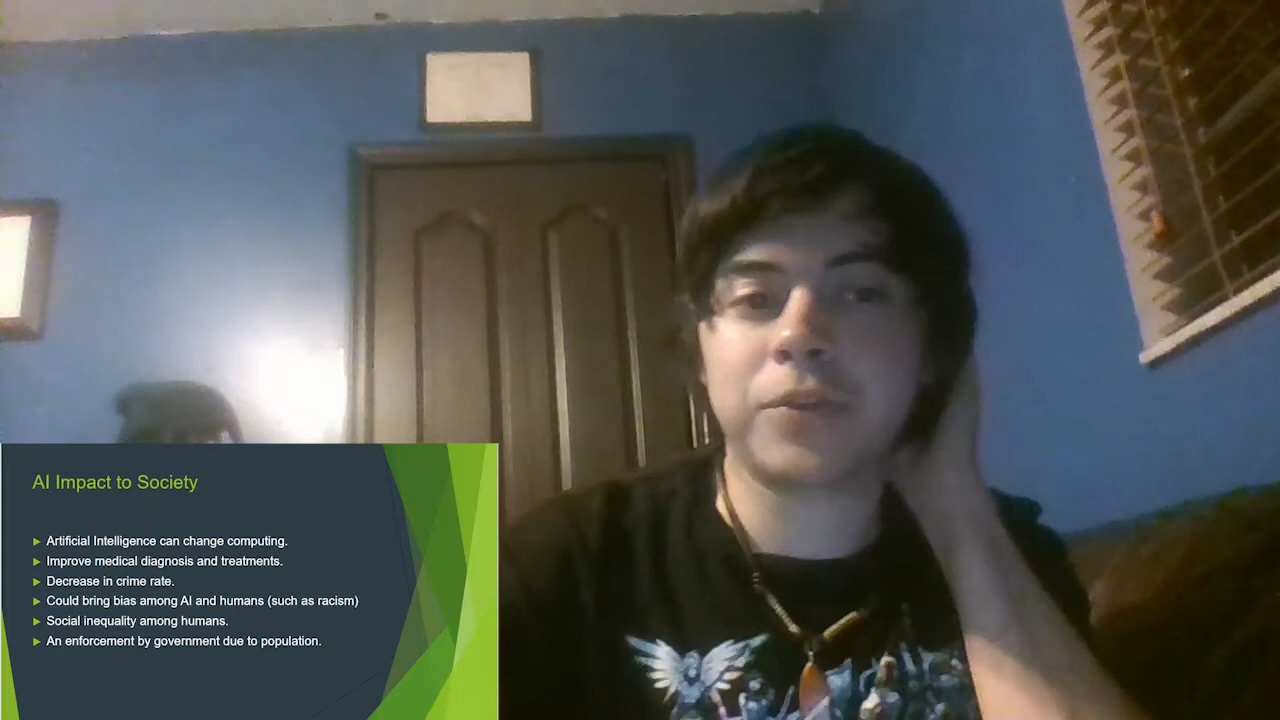 AI Impact to Society
Artificial Intelligence can change computing.
Improve medical diagnosis and treatments.
Decrease in crime rate.
Could bring bias among AI and humans (such as racism)
Social inequality among humans.
An enforcement by government due to population.